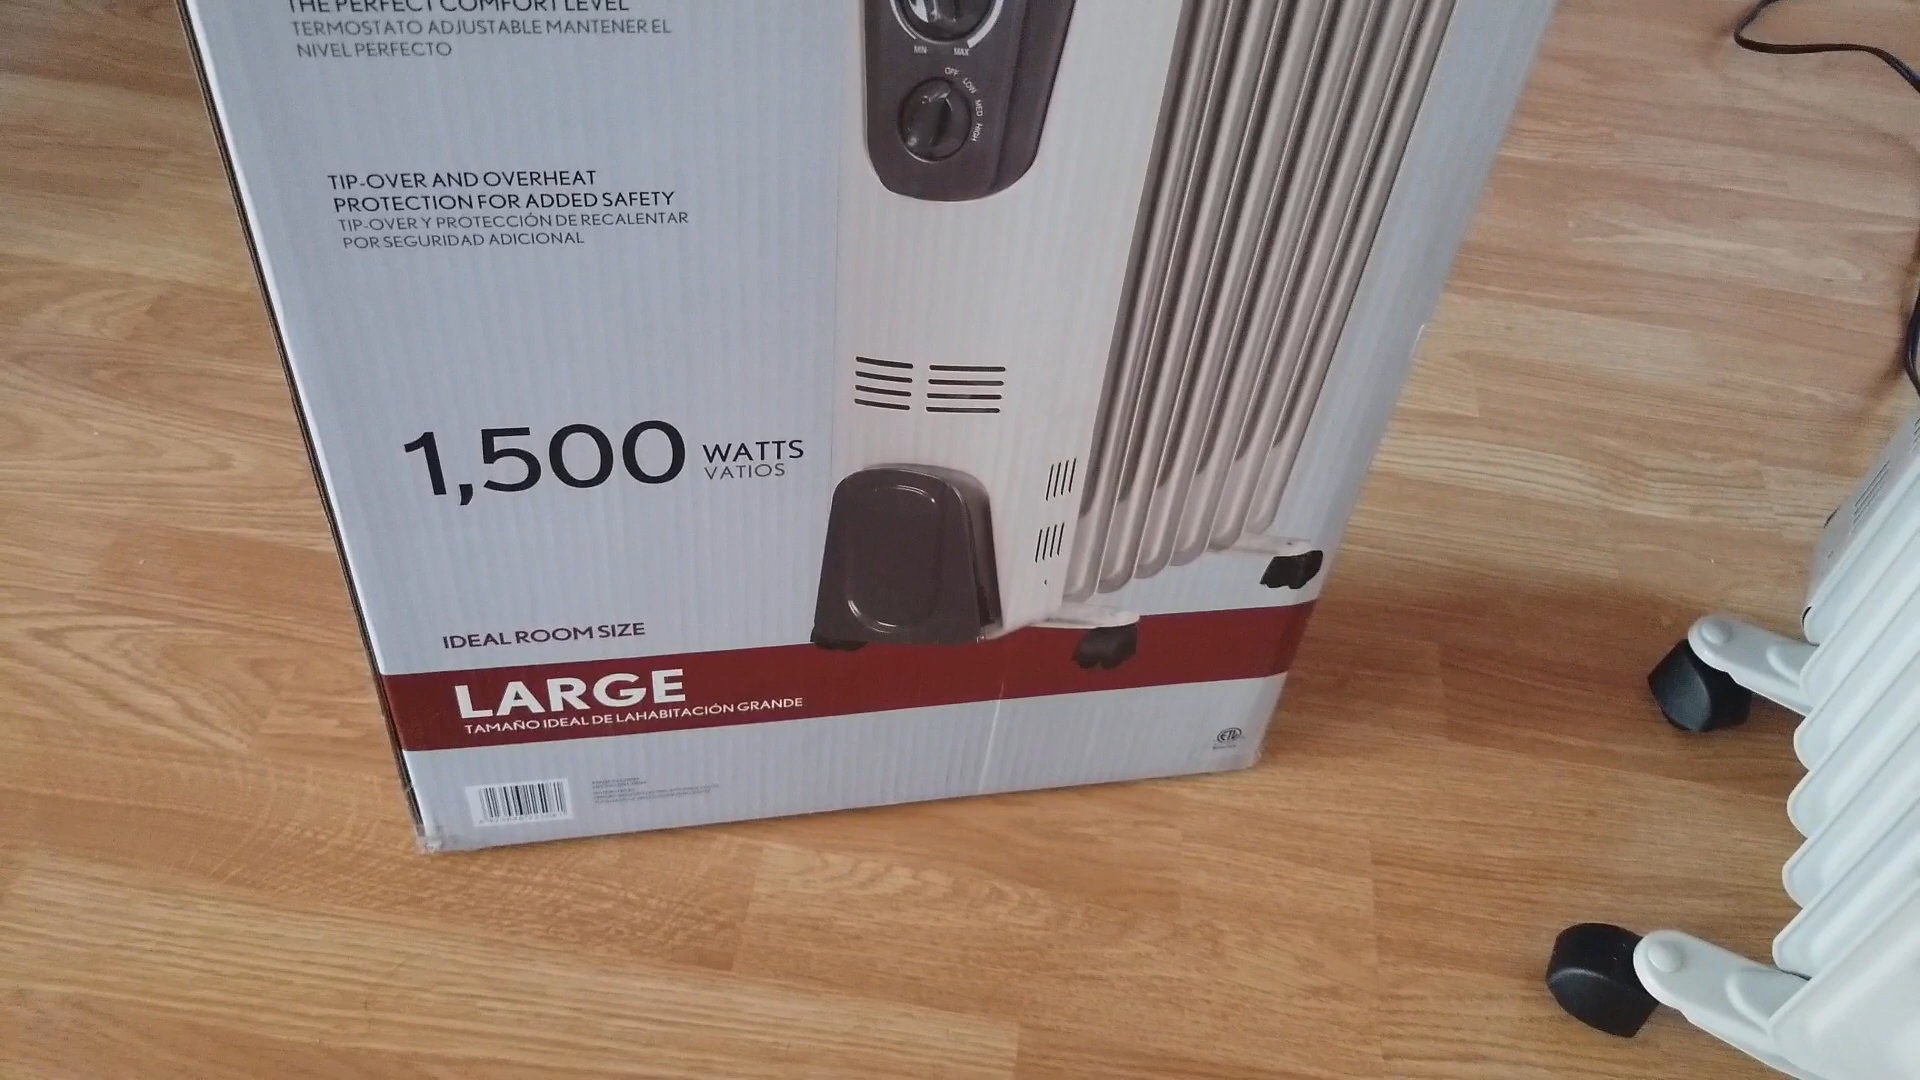 THE PERFECT COMFORT LEVEL
TERMOSTATO ADJUSTABLE MANTENER EL
NIVEL PERFECTO
MIN MAX
OFF LOW MED HIGH
TIP-OVER AND OVERHEAT
PROTECTION FOR ADDED SAFETY
TIP-OVER Y PROTECCIÓN DE RECALENTAR
POR SEGURIDAD ADICIONAL
1,500 WATTS
VATIOS
IDEAL ROOM SIZE
LARGE
TAMAÑO IDEAL DE LAHABITACIÓN GRANDE
ETL